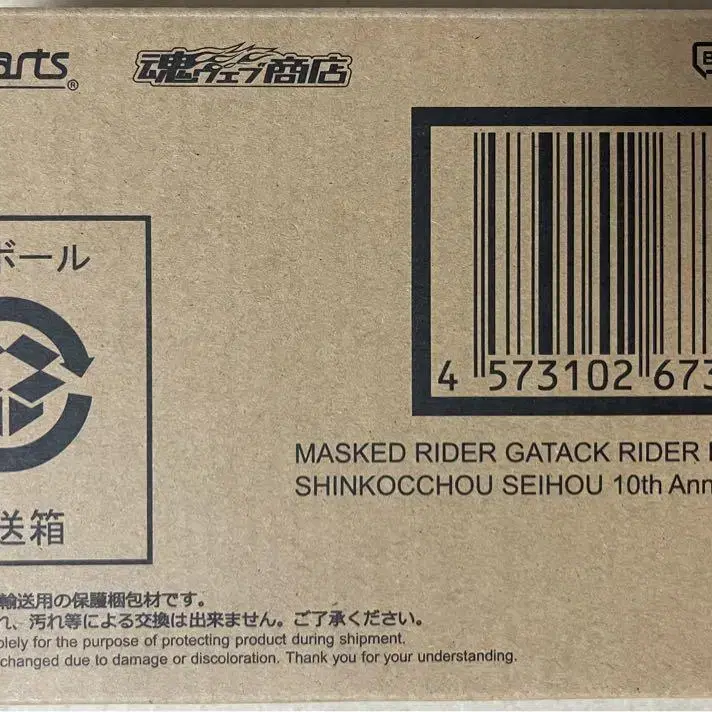 arts®
魂ウェブ商店
ボール
送箱
4 573102 673
MASKED RIDER GATACK RIDER
SHINKOCCHOU SEIHOU 10th Ann
輸送用の保護梱包材です。
れ、汚れ等による交換は出来ません。ご了承ください。
olely for the purpose of protecting product during shipment.
changed due to damage or discoloration. Thank you for your understanding.